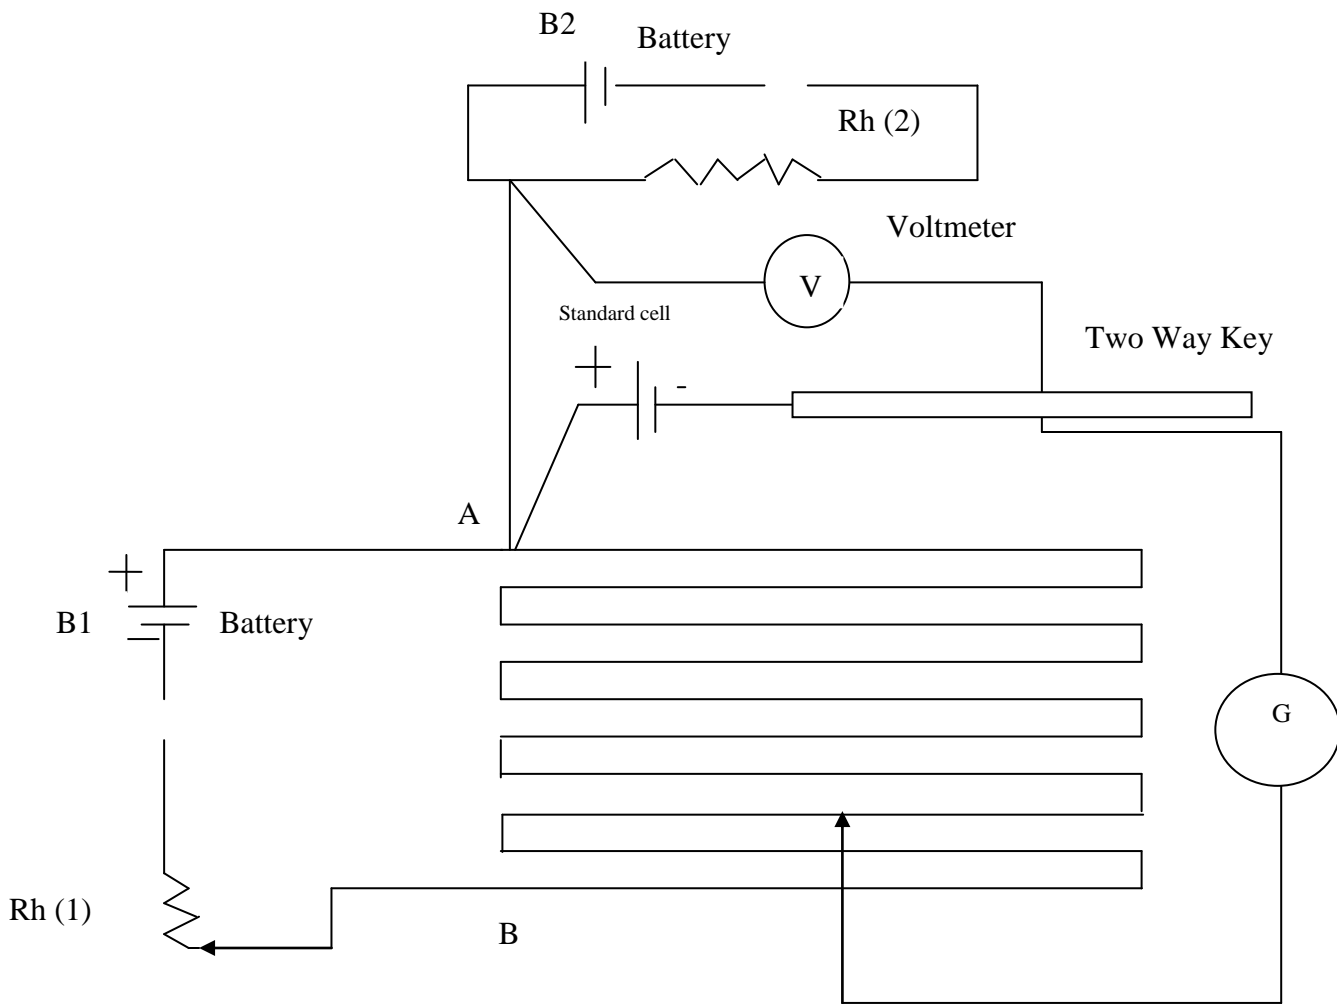 B2
Battery
Rh (2)
Voltmeter
V
Standard cell
+
-
Two Way Key
A
+
B1
Battery
G
Rh (1)
B